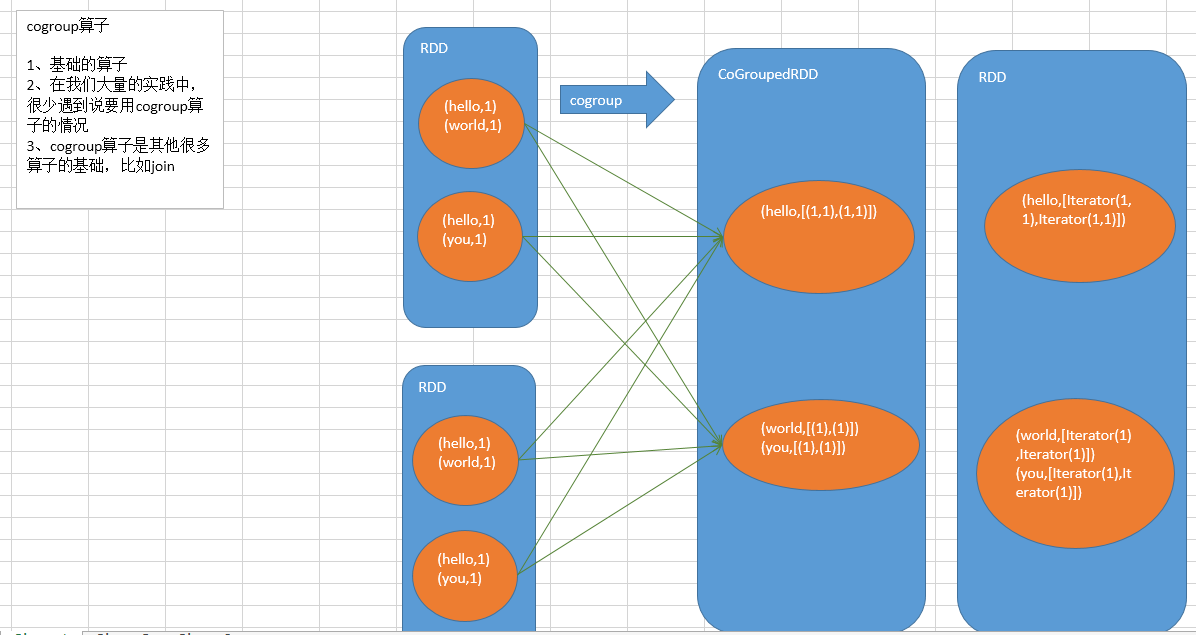 cogroup算子
1、基础的算子
2、在我们大量的实践中，
很少遇到说要用cogroup算
子的情况
3、cogroup算子是其他很多
算子的基础，比如join
RDD
(hello,1)
(world,1)
(hello,1)
(you,1)
cogroup
RDD
(hello,1)
(world,1)
(hello,1)
(you,1)
CoGroupedRDD
(hello,[(1,1),(1,1)])
(world,[(1),(1)])
(you,[(1),(1)])
RDD
(hello,[Iterator(1,
1),Iterator(1,1)])
(world,[Iterator(1)
,Iterator(1)])
(you,[Iterator(1),It
erator(1)])